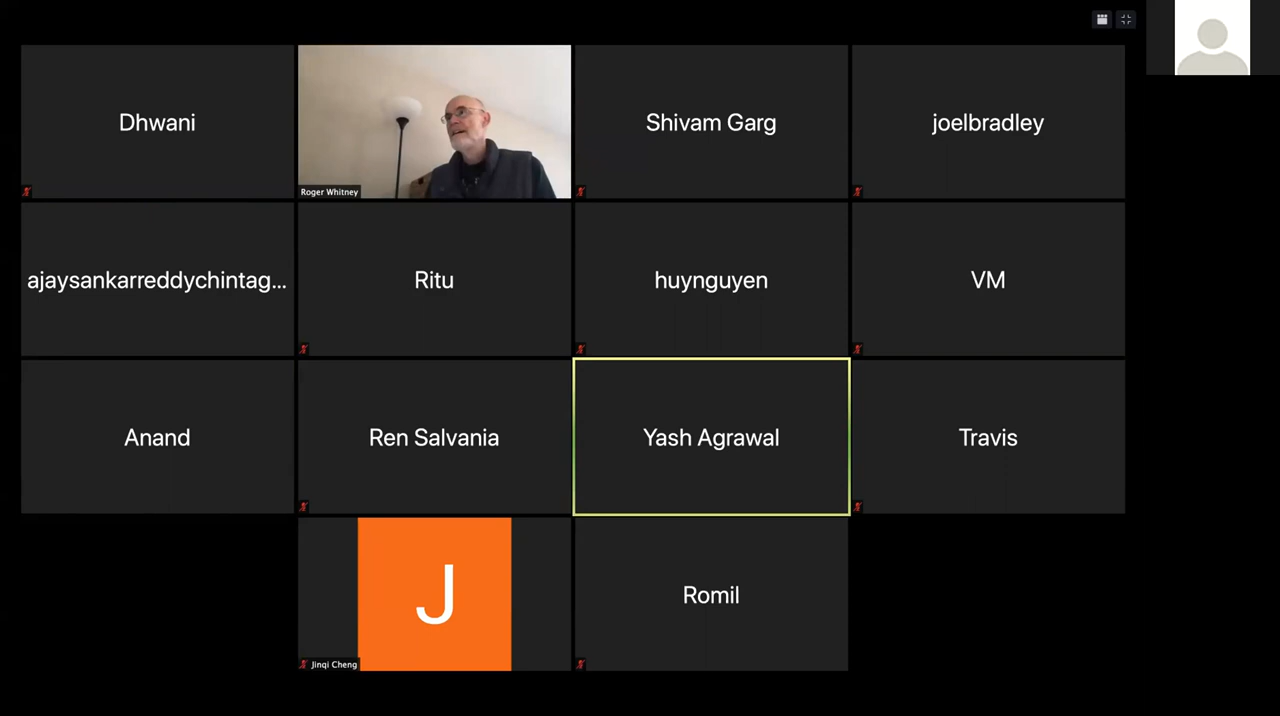 Dhwani
Roger Whitney
Shivam Garg
joelbradley
ajaysankarreddychintag...
Ritu
huynguyen
VM
Anand
Ren Salvania
Yash Agrawal
Travis
J
Jinqi Cheng
Romil